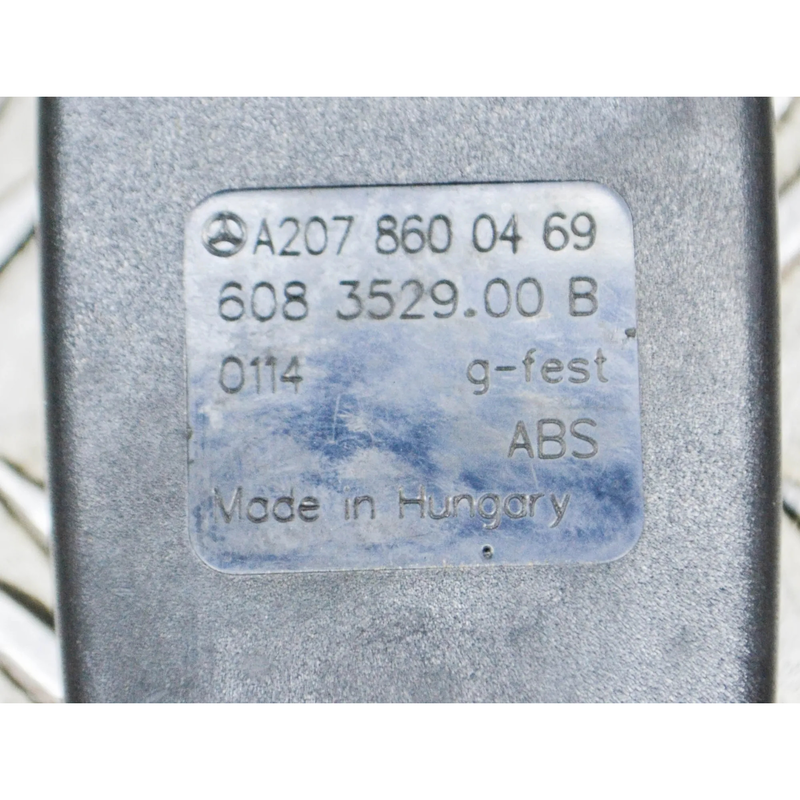 A207 860 04 69
608 3529.00 B
0114 g-fest
ABS
Made in Hungary